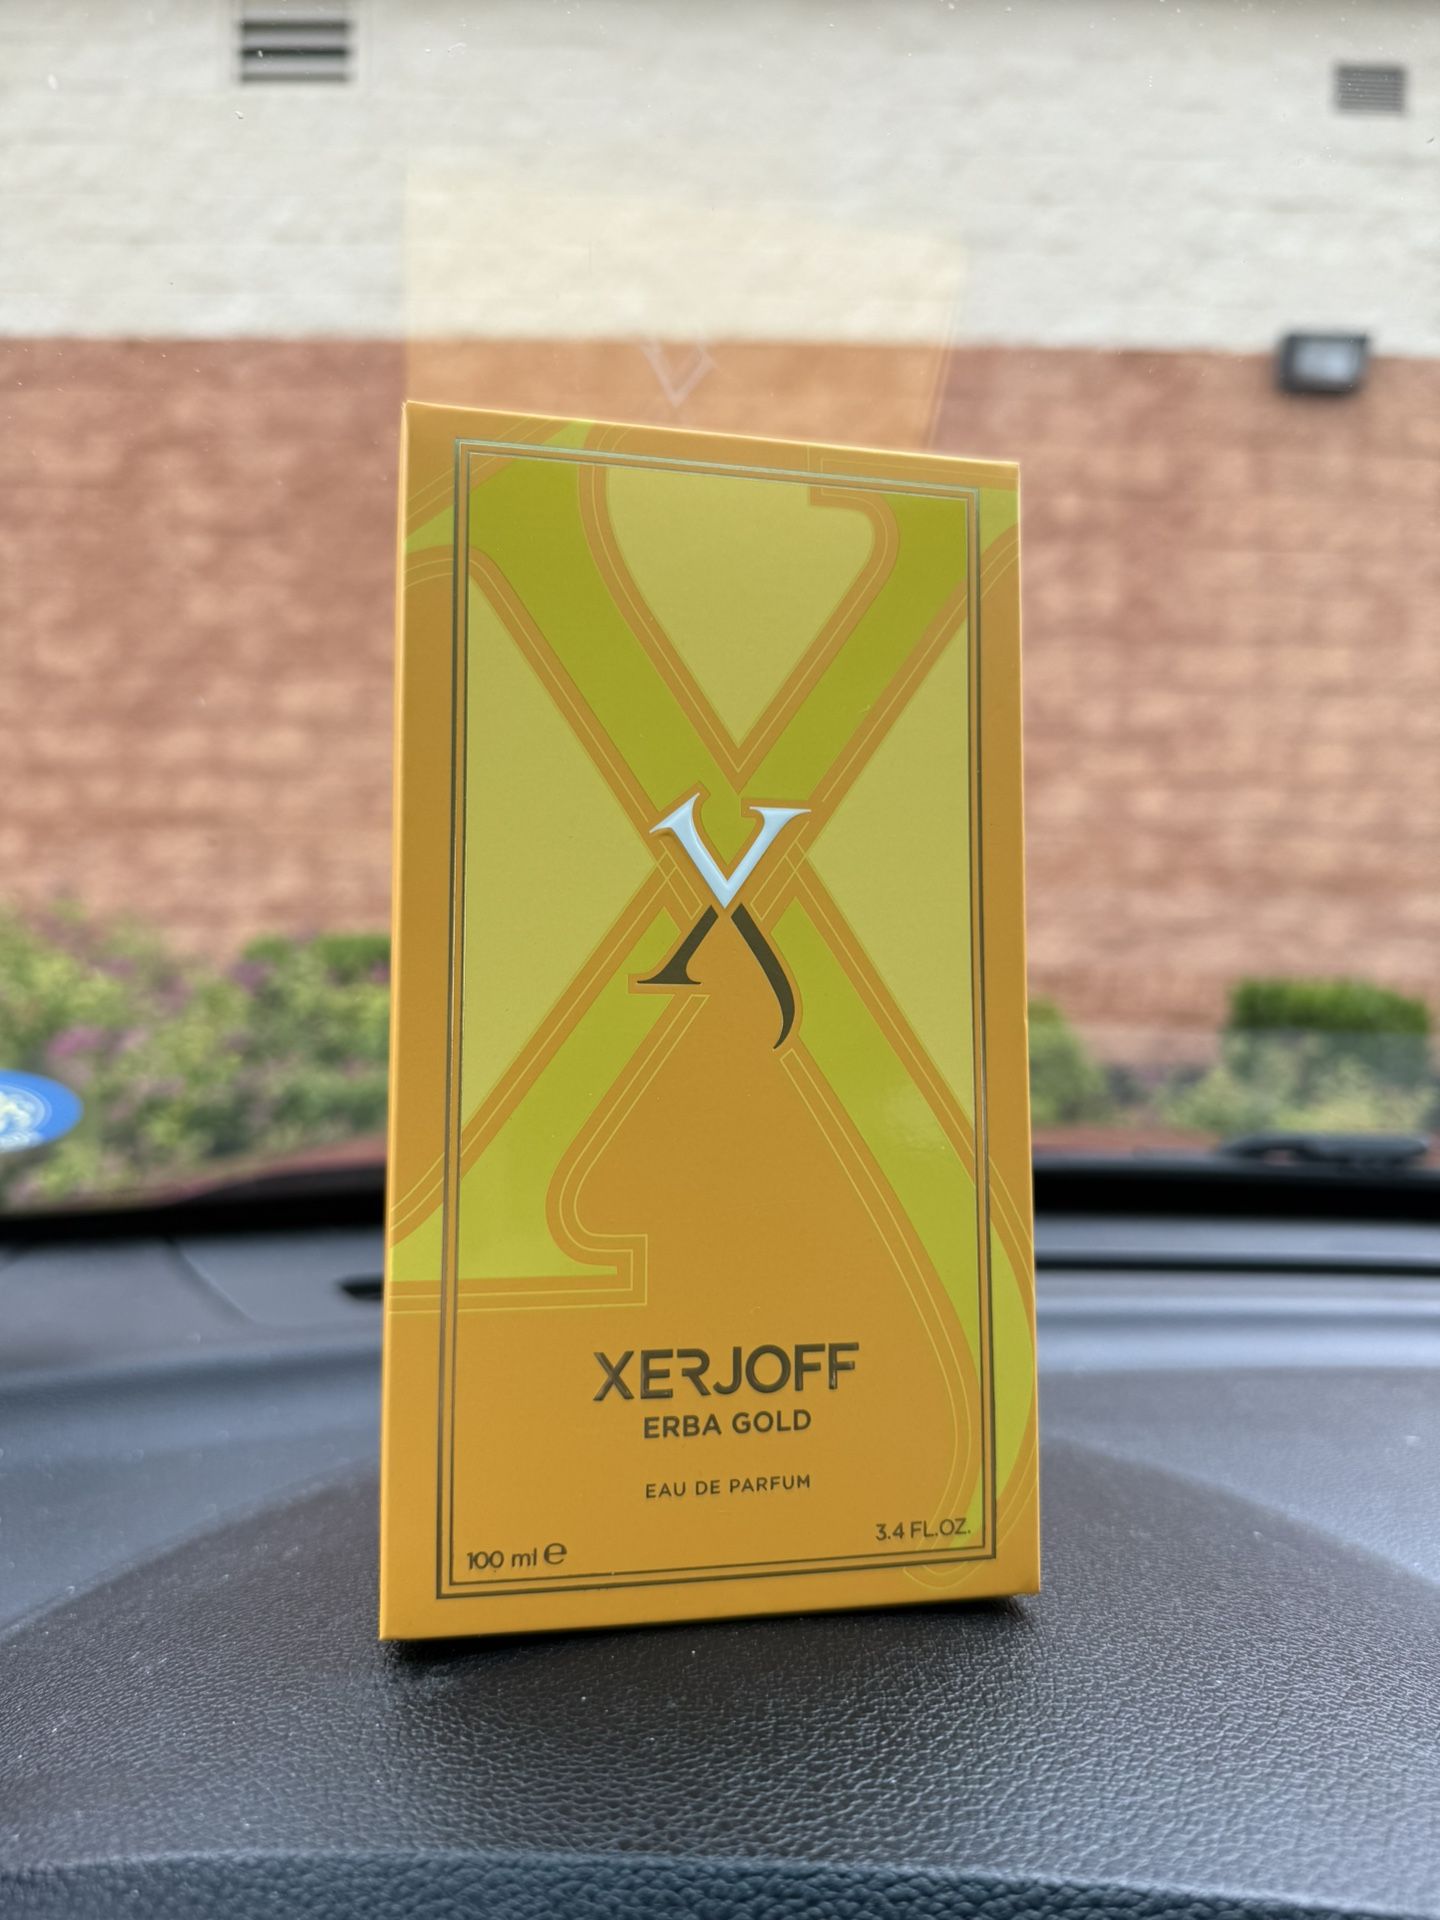 XERJOFF
ERBA GOLD
EAU DE PARFUM
100 ml ℮
3.4 FL.OZ.